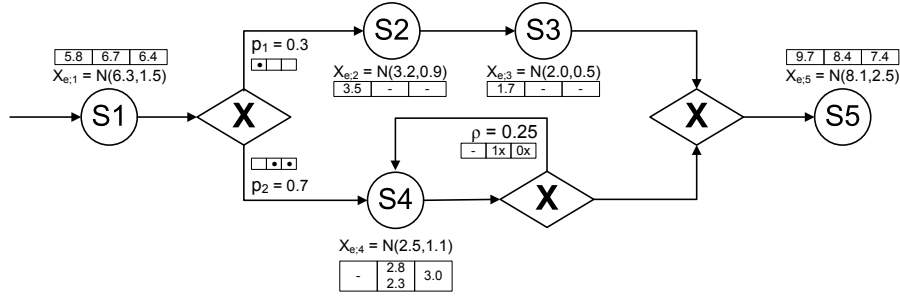 5.8 6.7 6.4
X_e;1 = N(6.3,1.5)
S1
X
p_1 = 0.3
•
S2
X_e;2 = N(3.2,0.9)
3.5 - -
S3
X_e;3 = N(2.0,0.5)
1.7 - -
• •
p_2 = 0.7
S4
X_e;4 = N(2.5,1.1)
- 2.8 3.0
2.3
ρ = 0.25
- 1x 0x
X
X
9.7 8.4 7.4
X_e;5 = N(8.1,2.5)
S5